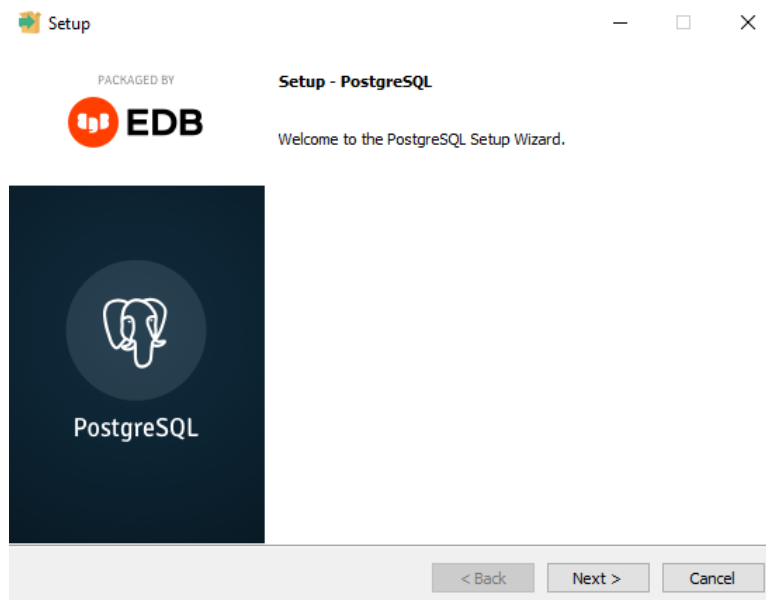 Setup
PACKAGED BY
EDB
Setup - PostgreSQL
Welcome to the PostgreSQL Setup Wizard.
PostgreSQL
< Back
Next >
Cancel